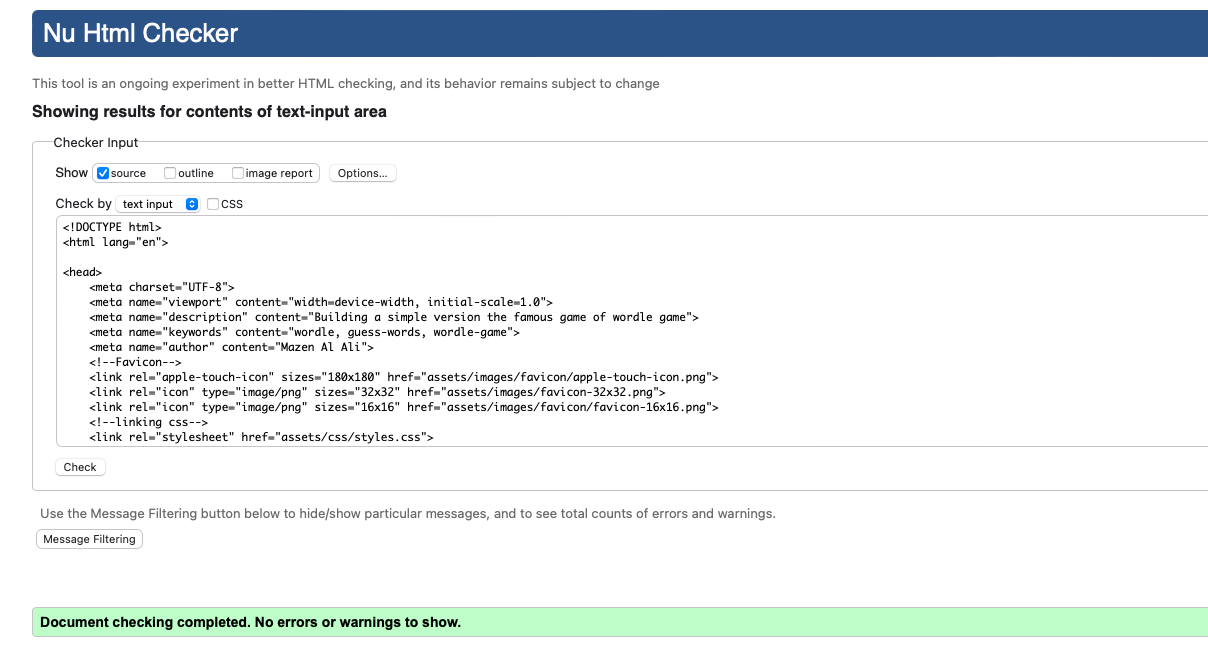 Nu Html Checker
This tool is an ongoing experiment in better HTML checking, and its behavior remains subject to change
Showing results for contents of text-input area
Checker Input
Show source outline image report Options...
Check by text input CSS
<!DOCTYPE html>
<html lang="en">
<head>
<meta charset="UTF-8">
<meta name="viewport" content="width=device-width, initial-scale=1.0">
<meta name="description" content="Building a simple version the famous game of wordle game">
<meta name="keywords" content="wordle, guess-words, wordle-game">
<meta name="author" content="Mazen Al Ali">
<!--Favicon-->
<link rel="apple-touch-icon" sizes="180x180" href="assets/images/favicon/apple-touch-icon.png">
<link rel="icon" type="image/png" sizes="32x32" href="assets/images/favicon-32x32.png">
<link rel="icon" type="image/png" sizes="16x16" href="assets/images/favicon/favicon-16x16.png">
<!--linking css-->
<link rel="stylesheet" href="assets/css/styles.css">
Check
Use the Message Filtering button below to hide/show particular messages, and to see total counts of errors and warnings.
Message Filtering
Document checking completed. No errors or warnings to show.